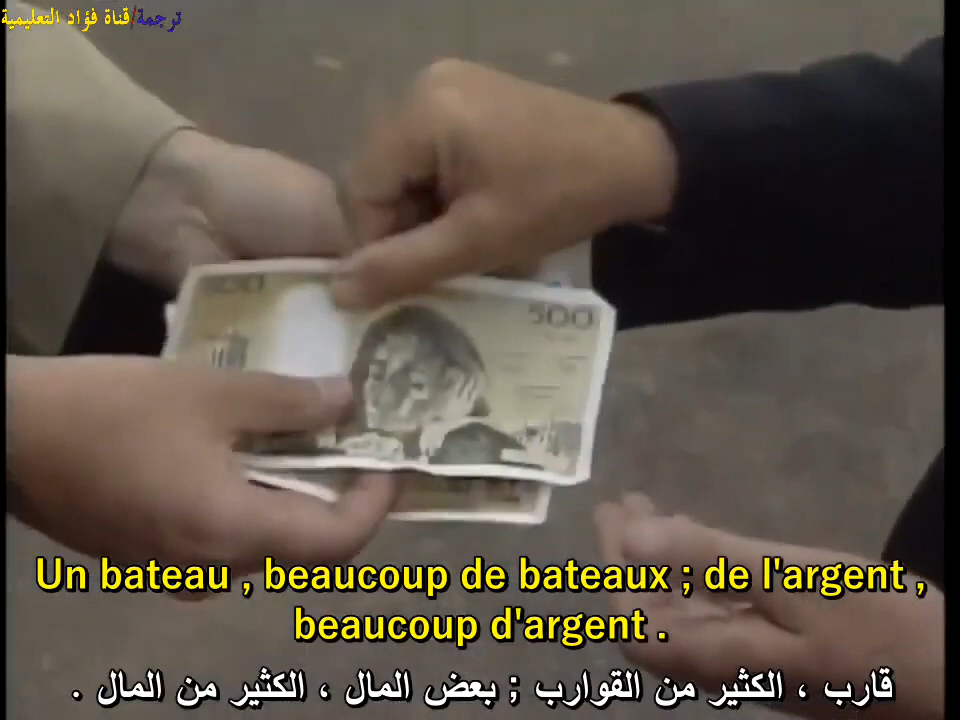 ترجمة/قناة فؤاد التعليمية
500
Un bateau , beaucoup de bateaux ; de l'argent ,
beaucoup d'argent .
قارب ، الكثير من القوارب ; بعض المال ، الكثير من المال .